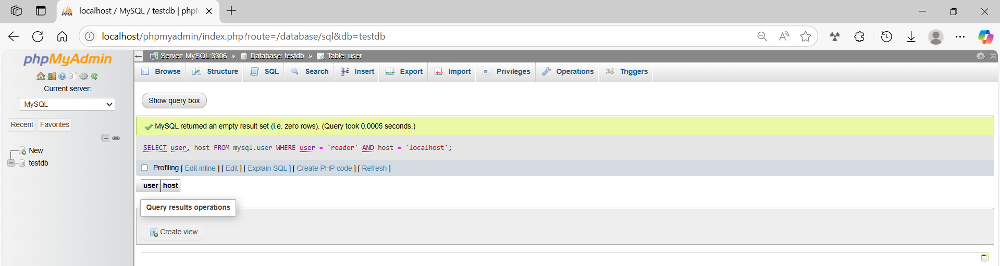 localhost / MySQL / testdb | phpM
localhost/phpmyadmin/index.php?route=/database/sql&db=testdb
phpMyAdmin
Current server:
MySQL
Recent Favorites
New
testdb
Server: MySQL:3306 » Database: testdb » Table: user
Browse Structure SQL Search Insert Export Import Privileges Operations Triggers
Show query box
MySQL returned an empty result set (i.e. zero rows). (Query took 0.0005 seconds.)
SELECT user, host FROM mysql.user WHERE user = 'reader' AND host = 'localhost';
Profiling [ Edit inline ] [ Edit ] [ Explain SQL ] [ Create PHP code ] [ Refresh ]
user host
Query results operations
Create view